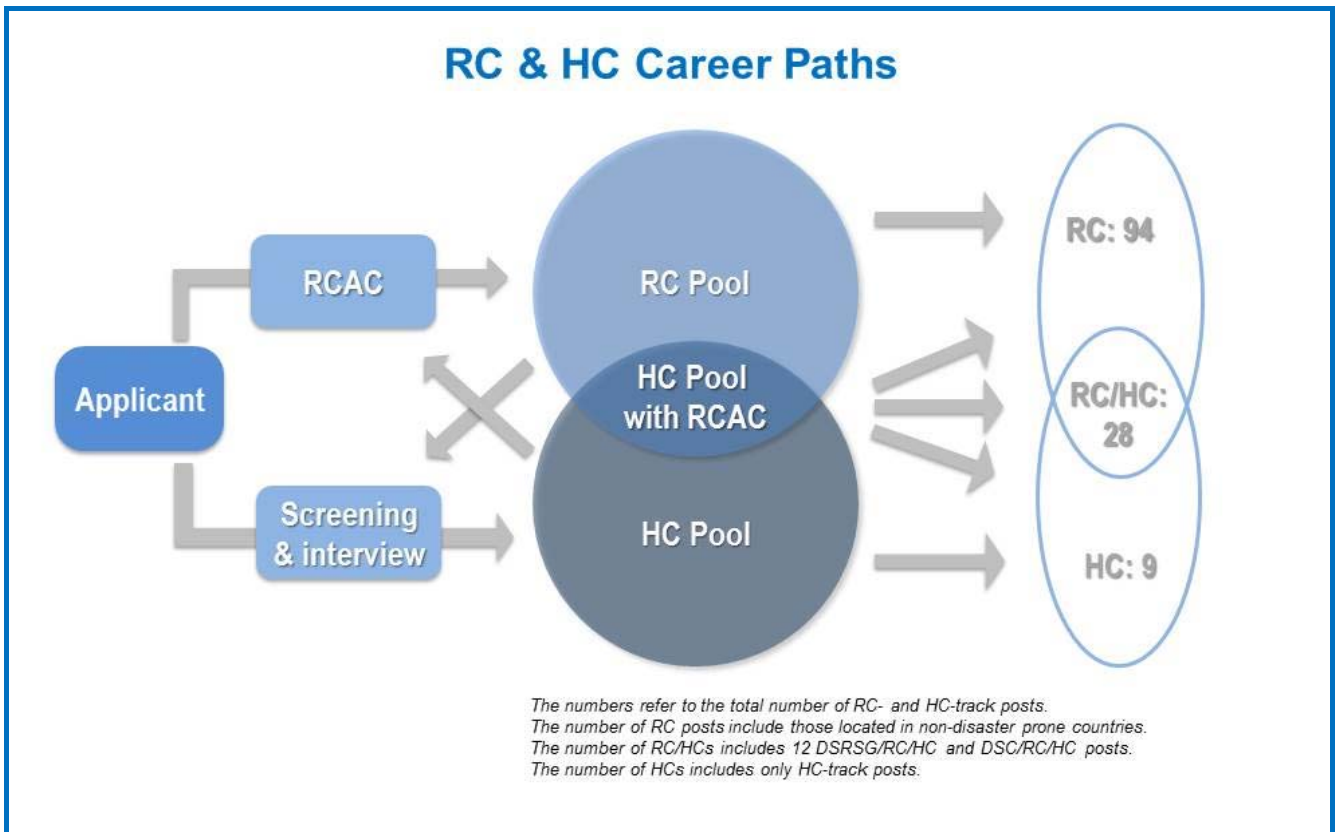 RC & HC Career Paths
RCAC
RC Pool
RC: 94
Applicant
HC Pool
with RCAC
RC/HC:
28
Screening
& interview
HC Pool
HC: 9
The numbers refer to the total number of RC- and HC-track posts.
The number of RC posts include those located in non-disaster prone countries.
The number of RC/HCs includes 12 DSRSG/RC/HC and DSC/RC/HC posts.
The number of HCs includes only HC-track posts.